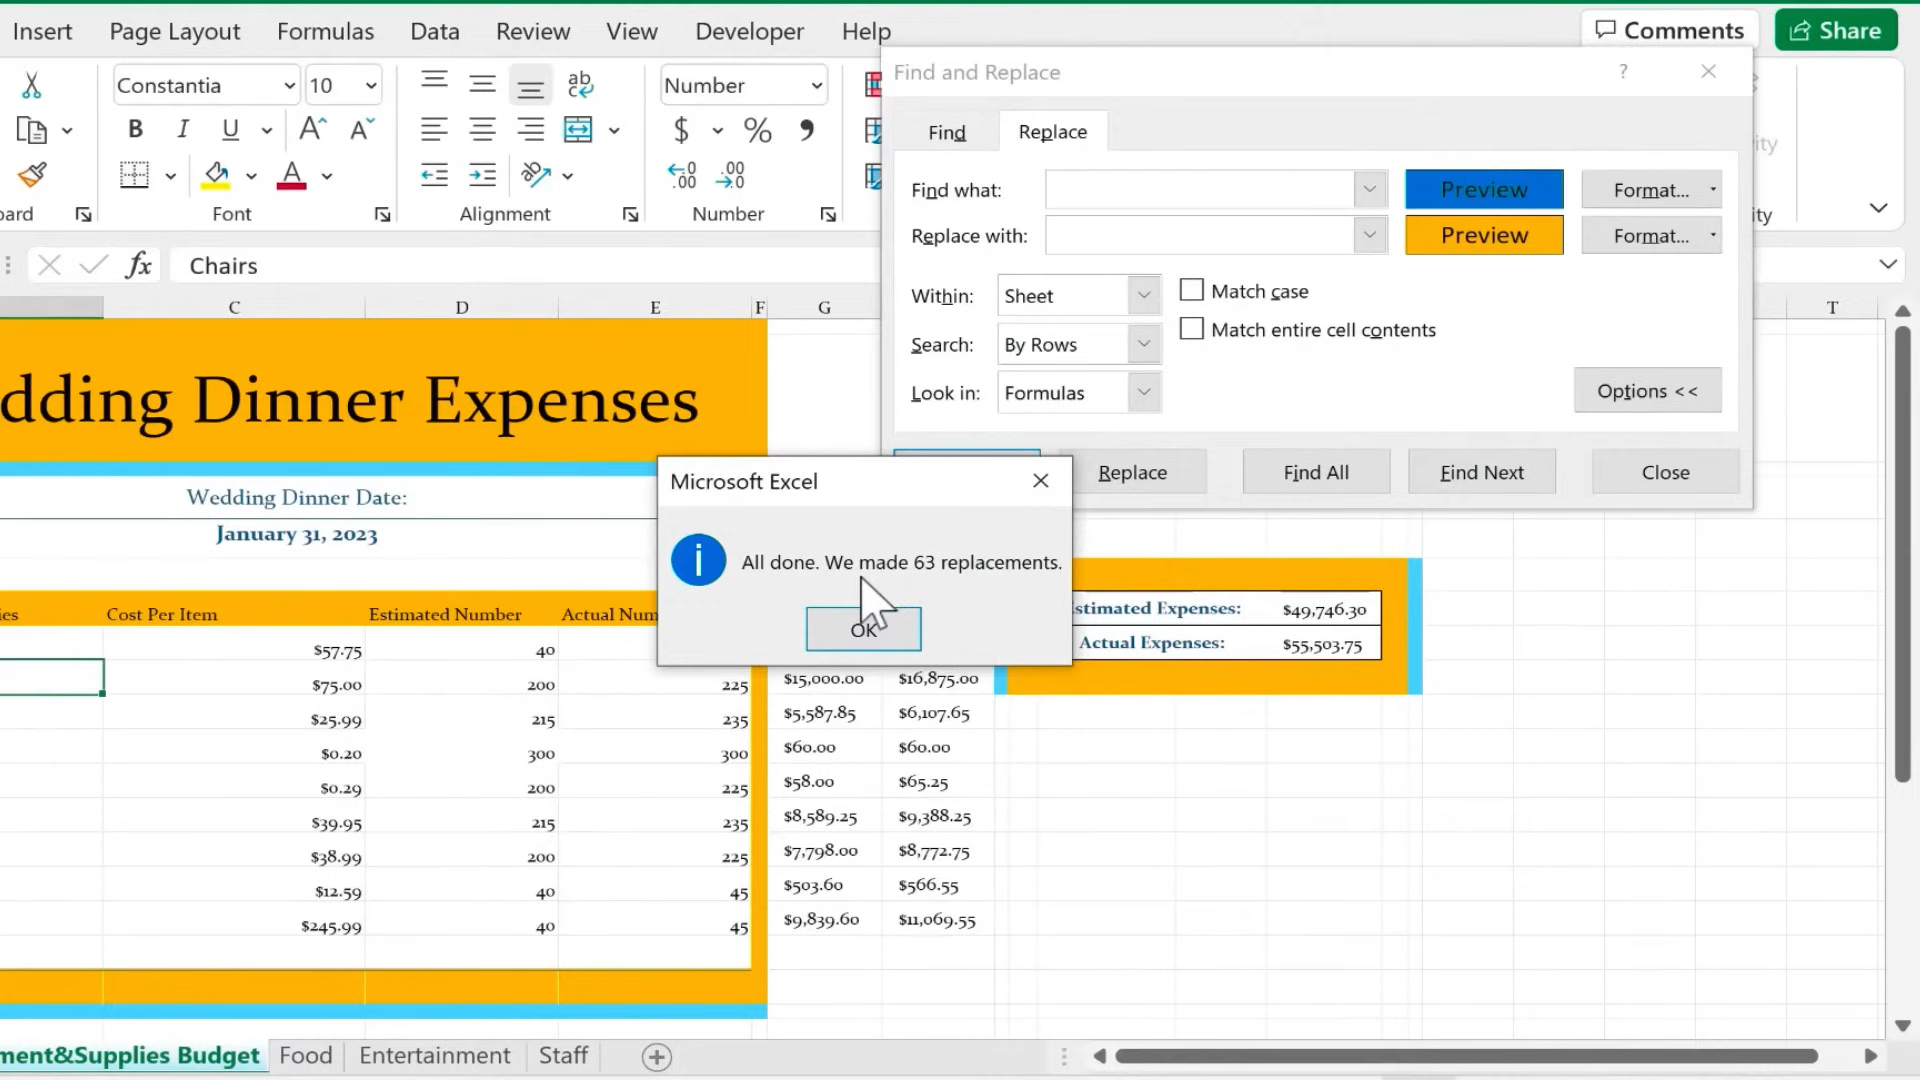 Insert Page Layout Formulas Data Review View Developer Help Comments Share
Constantia 10 ab c Number
B I U A A $ % 9
A .00 .00
Font Alignment Number
fx Chairs
C D E F G T
dding Dinner Expenses
Wedding Dinner Date:
January 31, 2023
Cost Per Item Estimated Number Actual Num
$57.75 40
$75.00 200 225 $15,000.00 $16,875.00
$25.99 215 235 $5,587.85 $6,107.65
$0.20 300 300 $60.00 $60.00
$0.29 200 225 $58.00 $65.25
$39.95 215 235 $8,589.25 $9,388.25
$38.99 200 225 $7,798.00 $8,772.75
$12.59 40 45 $503.60 $566.55
$245.99 40 45 $9,839.60 $11,069.55
stimated Expenses: $49,746.30
Actual Expenses: $55,503.75
Find and Replace ?
Find Replace
Find what: Preview Format...
Replace with: Preview Format...
Within: Sheet Match case
Search: By Rows Match entire cell contents
Look in: Formulas Options <<
Replace Find All Find Next Close
Microsoft Excel
i All done. We made 63 replacements.
OK
ment&Supplies Budget Food Entertainment Staff